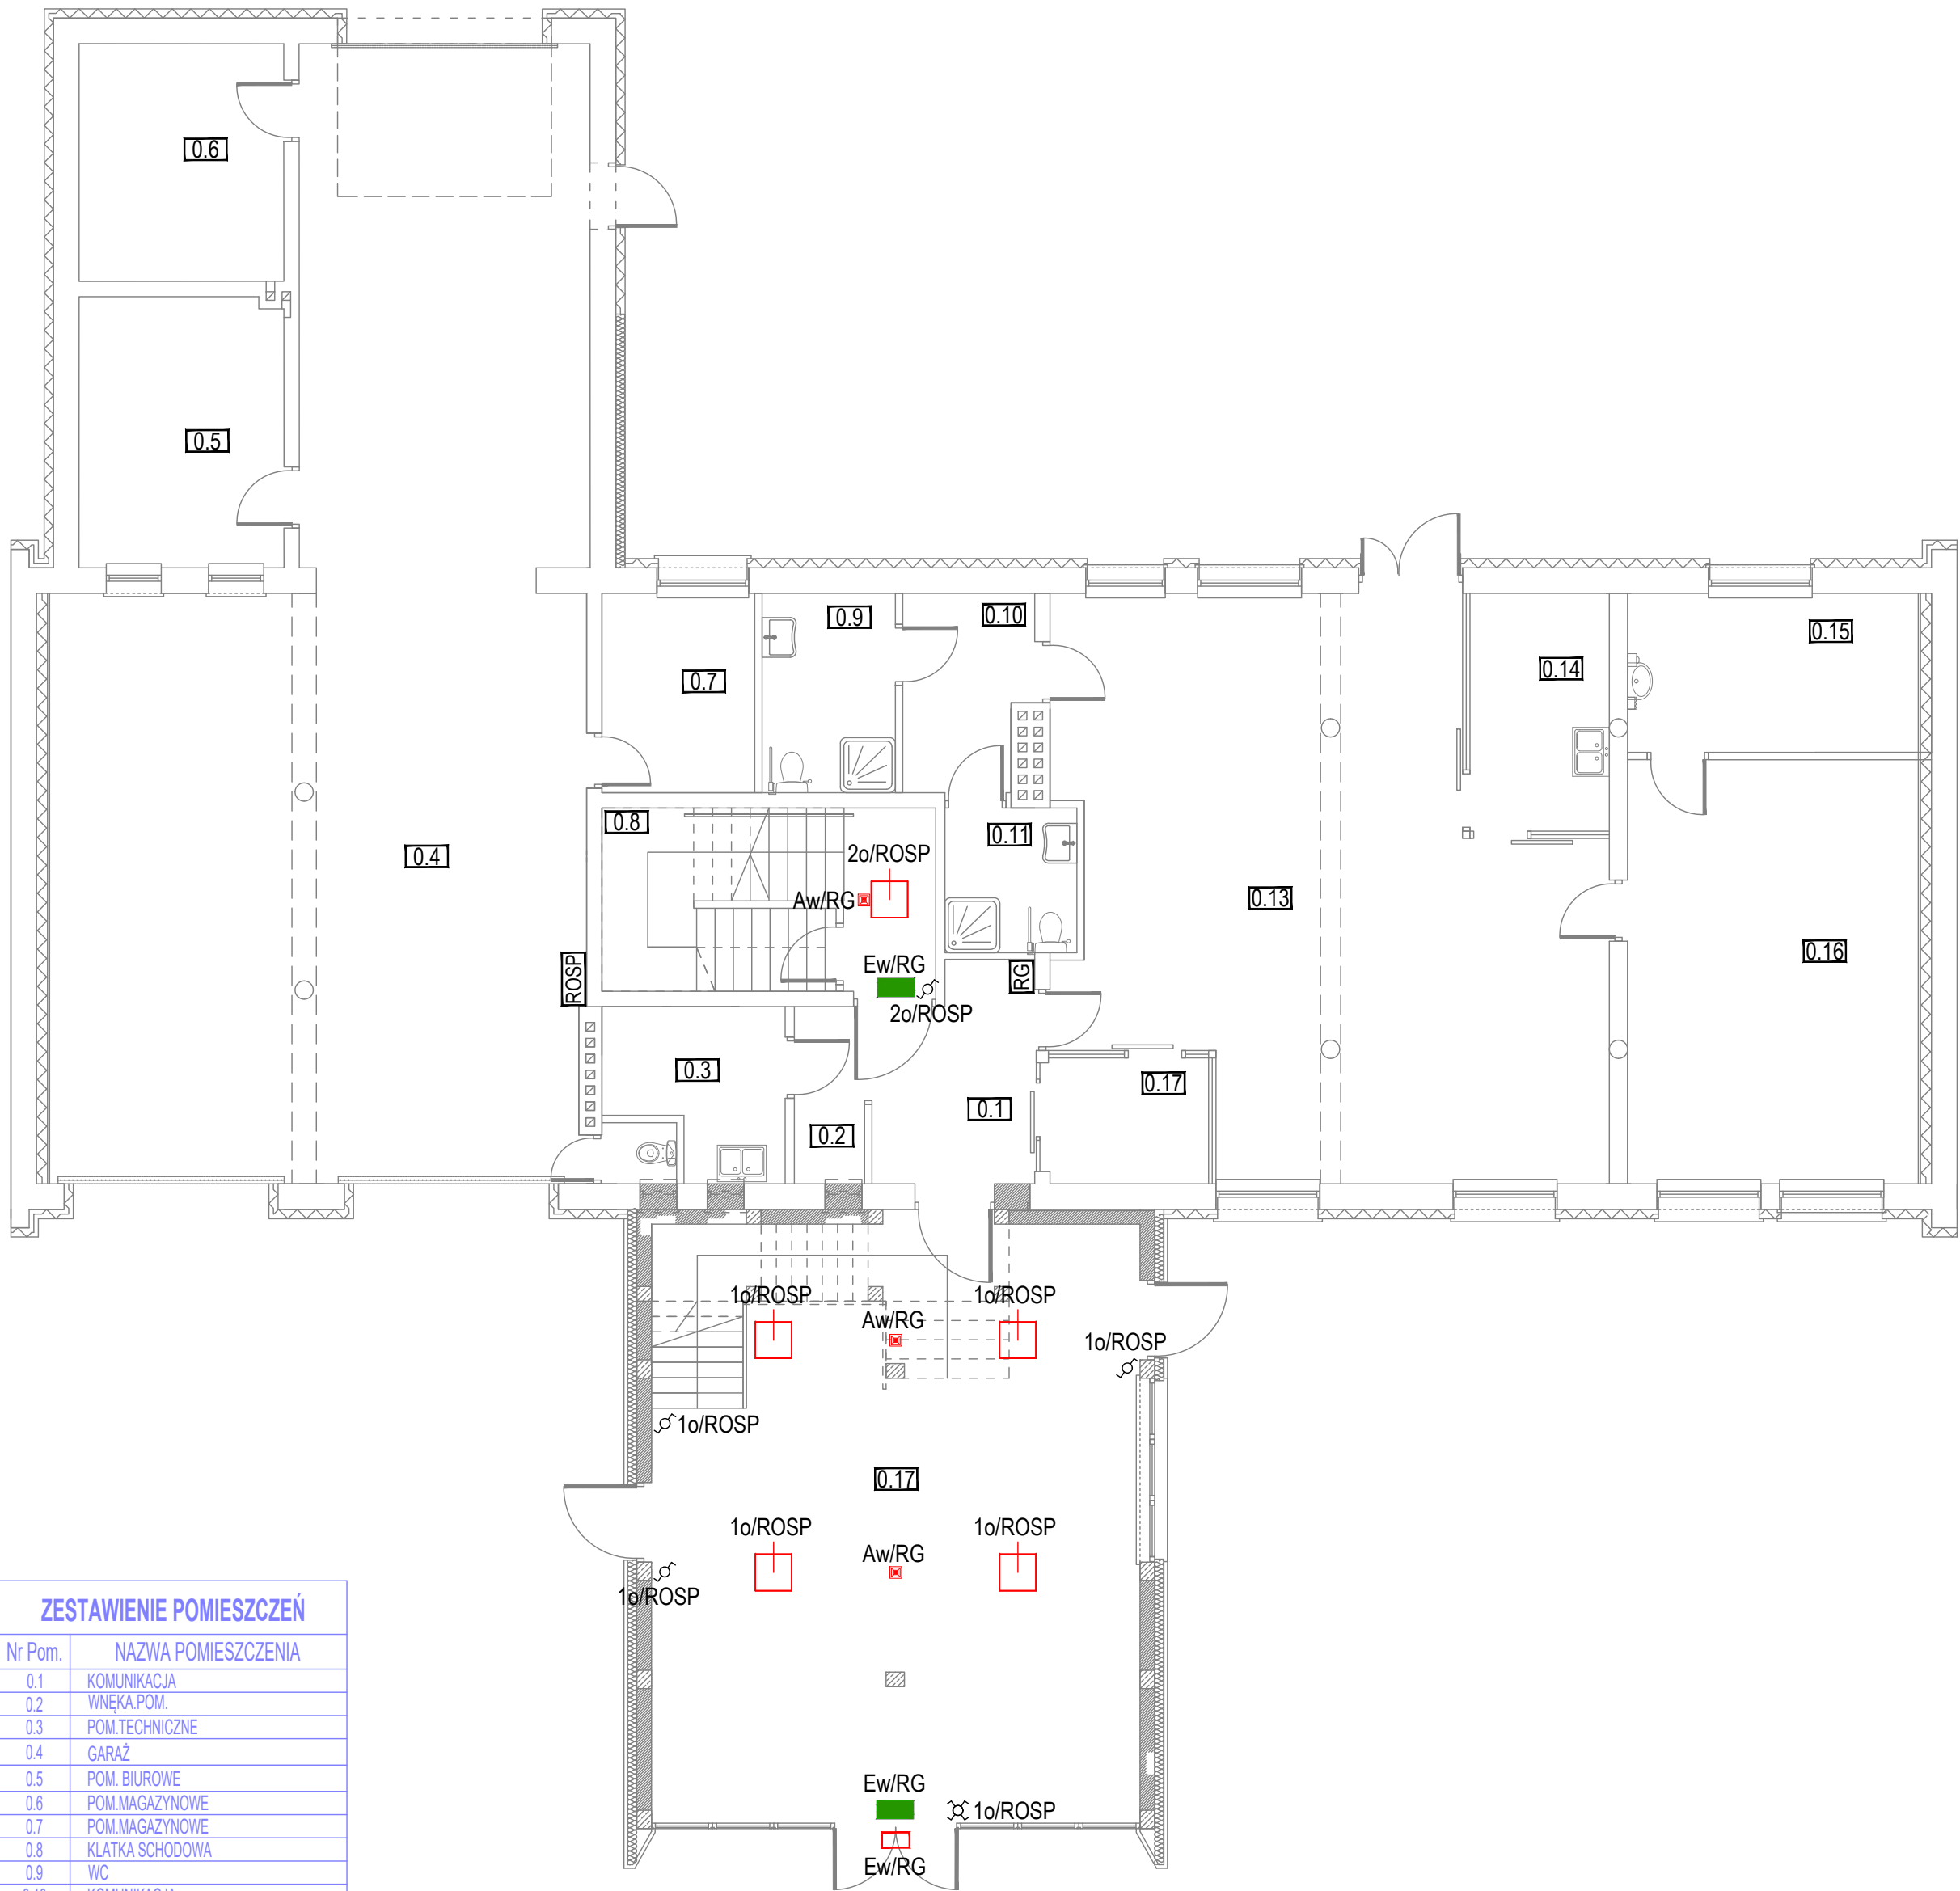 0.6
0.5
0.9
0.10
0.15
0.14
0.7
0.8
0.11
2o/ROSP
0.4
Aw/RG
0.13
0.16
Ew/RG
ROSP
RG
2o/ROSP
0.3
0.17
0.1
0.2
1o/ROSP
1o/ROSP
Aw/RG
1o/ROSP
1o/ROSP
0.17
1o/ROSP
1o/ROSP
Aw/RG
1o/ROSP
Ew/RG
1o/ROSP
Ew/RG
ZESTAWIENIE POMIESZCZEŃ
Nr Pom. NAZWA POMIESZCZENIA
0.1 KOMUNIKACJA
0.2 WNĘKA.POM.
0.3 POM.TECHNICZNE
0.4 GARAŻ
0.5 POM. BIUROWE
0.6 POM.MAGAZYNOWE
0.7 POM.MAGAZYNOWE
0.8 KLATKA SCHODOWA
0.9 WC